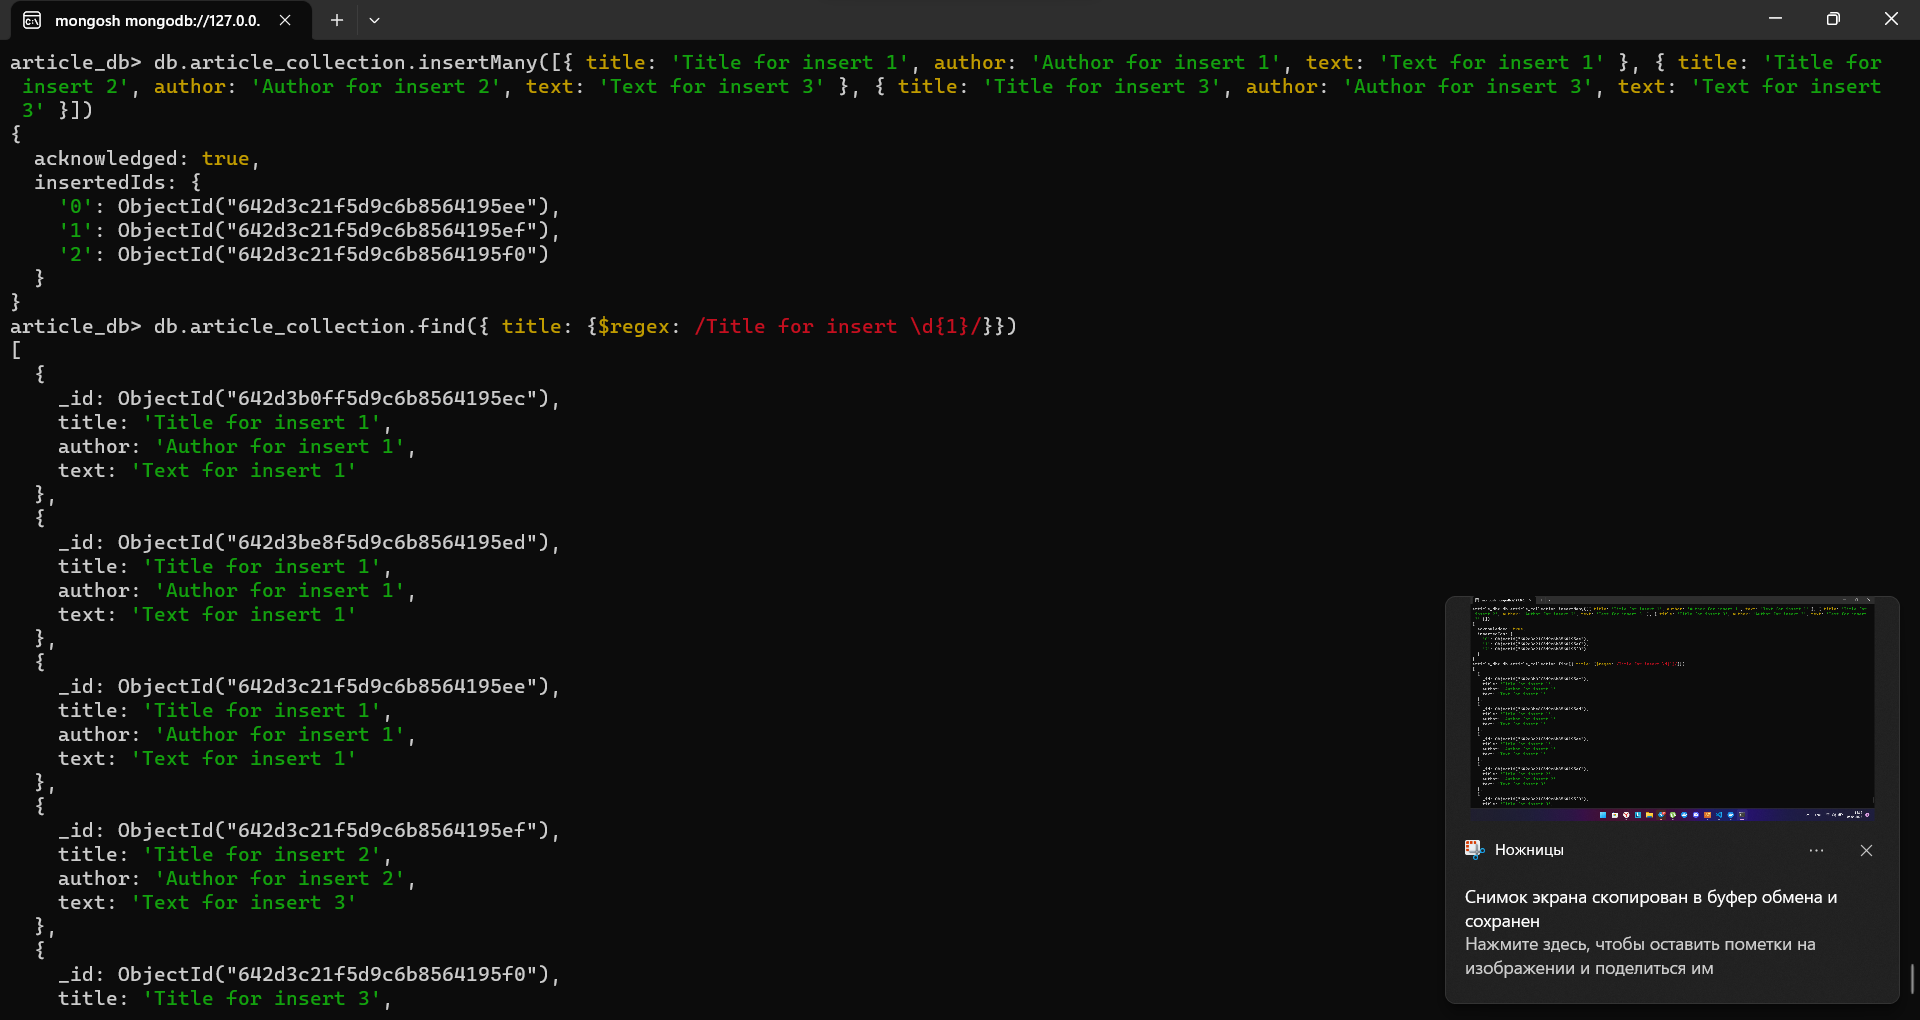 mongosh mongodb://127.0.0.
article_db> db.article_collection.insertMany([{ title: 'Title for insert 1', author: 'Author for insert 1', text: 'Text for insert 1' }, { title: 'Title for
insert 2', author: 'Author for insert 2', text: 'Text for insert 3' }, { title: 'Title for insert 3', author: 'Author for insert 3', text: 'Text for insert
3' }])
{
acknowledged: true,
insertedIds: {
'0': ObjectId("642d3c21f5d9c6b8564195ee"),
'1': ObjectId("642d3c21f5d9c6b8564195ef"),
'2': ObjectId("642d3c21f5d9c6b8564195f0")
}
}
article_db> db.article_collection.find({ title: {$regex: /Title for insert \d{1}/}})
[
{
_id: ObjectId("642d3b0ff5d9c6b8564195ec"),
title: 'Title for insert 1',
author: 'Author for insert 1',
text: 'Text for insert 1'
},
{
_id: ObjectId("642d3be8f5d9c6b8564195ed"),
title: 'Title for insert 1',
author: 'Author for insert 1',
text: 'Text for insert 1'
},
{
_id: ObjectId("642d3c21f5d9c6b8564195ee"),
title: 'Title for insert 1',
author: 'Author for insert 1',
text: 'Text for insert 1'
},
{
_id: ObjectId("642d3c21f5d9c6b8564195ef"),
title: 'Title for insert 2',
author: 'Author for insert 2',
text: 'Text for insert 3'
},
{
_id: ObjectId("642d3c21f5d9c6b8564195f0"),
title: 'Title for insert 3',
Ножницы
Снимок экрана скопирован в буфер обмена и
сохранен
Нажмите здесь, чтобы оставить пометки на
изображении и поделиться им